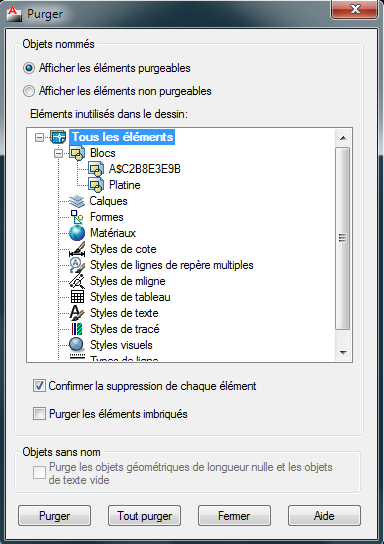 Purger
Objets nommés
Afficher les éléments purgeables
Afficher les éléments non purgeables
Eléments inutilisés dans le dessin:
Tous les éléments
Blocs
A$C2B8E3E9B
Platine
Calques
Formes
Matériaux
Styles de cote
Styles de lignes de repère multiples
Styles de mligne
Styles de tableau
Styles de texte
Styles de tracé
Styles visuels
Types de ligne
Confirmer la suppression de chaque élément
Purger les éléments imbriqués
Objets sans nom
Purge les objets géométriques de longueur nulle et les objets
de texte vide
Purger Tout purger Fermer Aide